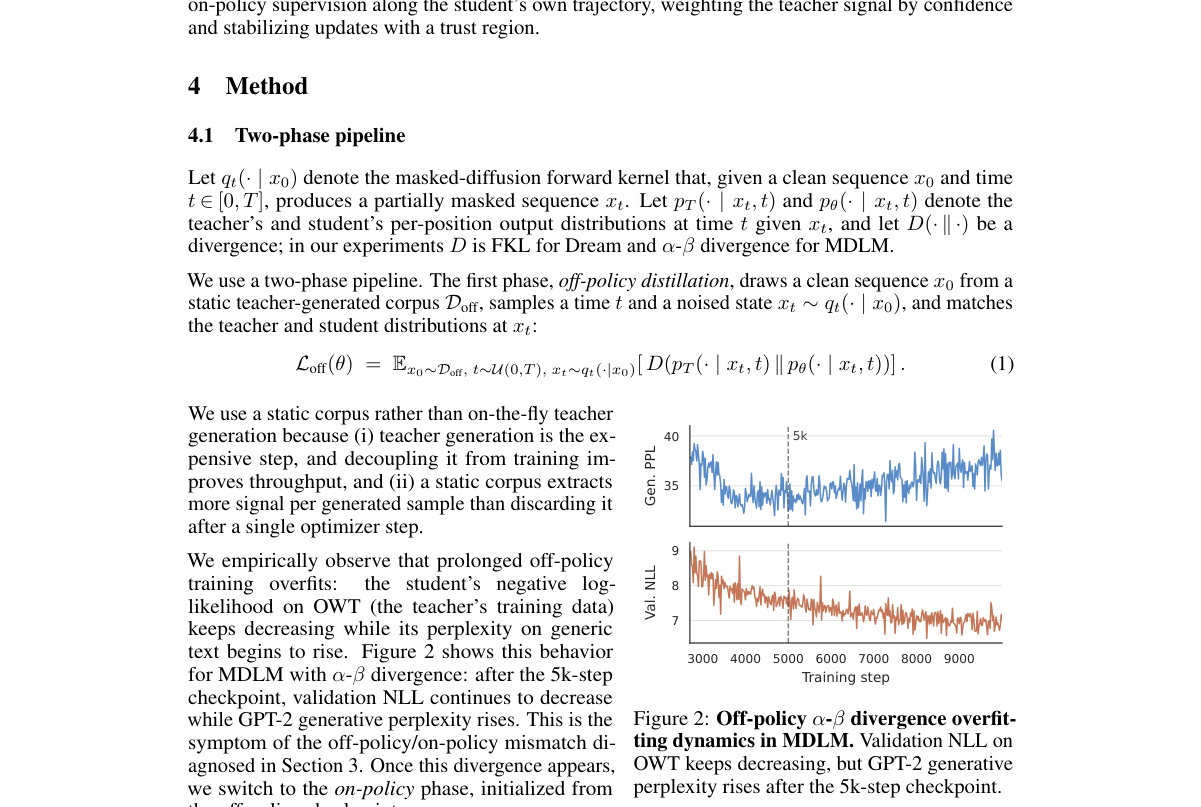 on-policy supervision along the student's own trajectory, weighting the teacher signal by confidence
and stabilizing updates with a trust region.
4 Method
4.1 Two-phase pipeline
Let q_t(· | x_0) denote the masked-diffusion forward kernel that, given a clean sequence x_0 and time
t ∈ [0, T], produces a partially masked sequence x_t. Let p_T(· | x_t, t) and p_θ(· | x_t, t) denote the
teacher's and student's per-position output distributions at time t given x_t, and let D(· ∥ ·) be a
divergence; in our experiments D is FKL for Dream and α-β divergence for MDLM.
We use a two-phase pipeline. The first phase, off-policy distillation, draws a clean sequence x_0 from a
static teacher-generated corpus D_off, samples a time t and a noised state x_t ∼ q_t(· | x_0), and matches
the teacher and student distributions at x_t:
L_off(θ) = E_{x_0∼D_off, t∼U(0,T), x_t∼q_t(·|x_0)}[ D(p_T(· | x_t, t) ∥ p_θ(· | x_t, t))] . (1)
We use a static corpus rather than on-the-fly teacher
generation because (i) teacher generation is the ex-
pensive step, and decoupling it from training im-
proves throughput, and (ii) a static corpus extracts
more signal per generated sample than discarding it
after a single optimizer step.
We empirically observe that prolonged off-policy
training overfits: the student's negative log-
likelihood on OWT (the teacher's training data)
keeps decreasing while its perplexity on generic
text begins to rise. Figure 2 shows this behavior
for MDLM with α-β divergence: after the 5k-step
checkpoint, validation NLL continues to decrease
while GPT-2 generative perplexity rises. This is the
symptom of the off-policy/on-policy mismatch di-
agnosed in Section 3. Once this divergence appears,
we switch to the on-policy phase, initialized from
Gen. PPL
40
35
5k
Val. NLL
9
8
7
3000 4000 5000 6000 7000 8000 9000
Training step
Figure 2: Off-policy α-β divergence overfit-
ting dynamics in MDLM. Validation NLL on
OWT keeps decreasing, but GPT-2 generative
perplexity rises after the 5k-step checkpoint.